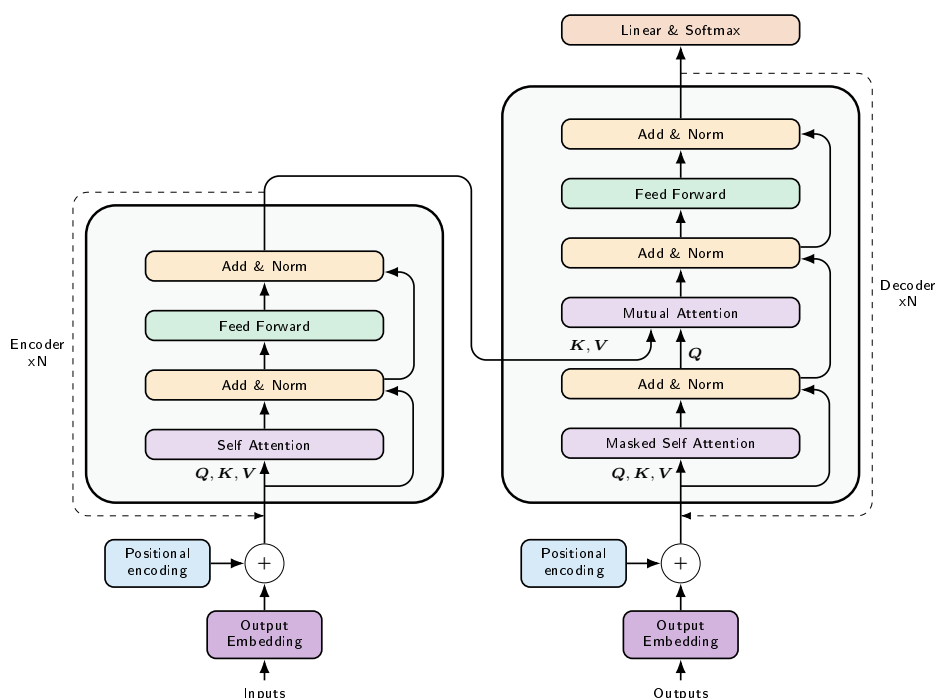 Linear & Softmax
Add & Norm
Feed Forward
Add & Norm
Mutual Attention
K, V
Q
Add & Norm
Masked Self Attention
Q, K, V
Decoder
xN
Positional
encoding
+
Output
Embedding
Outputs
Add & Norm
Feed Forward
Add & Norm
Self Attention
Q, K, V
Encoder
xN
Positional
encoding
+
Output
Embedding
Inputs